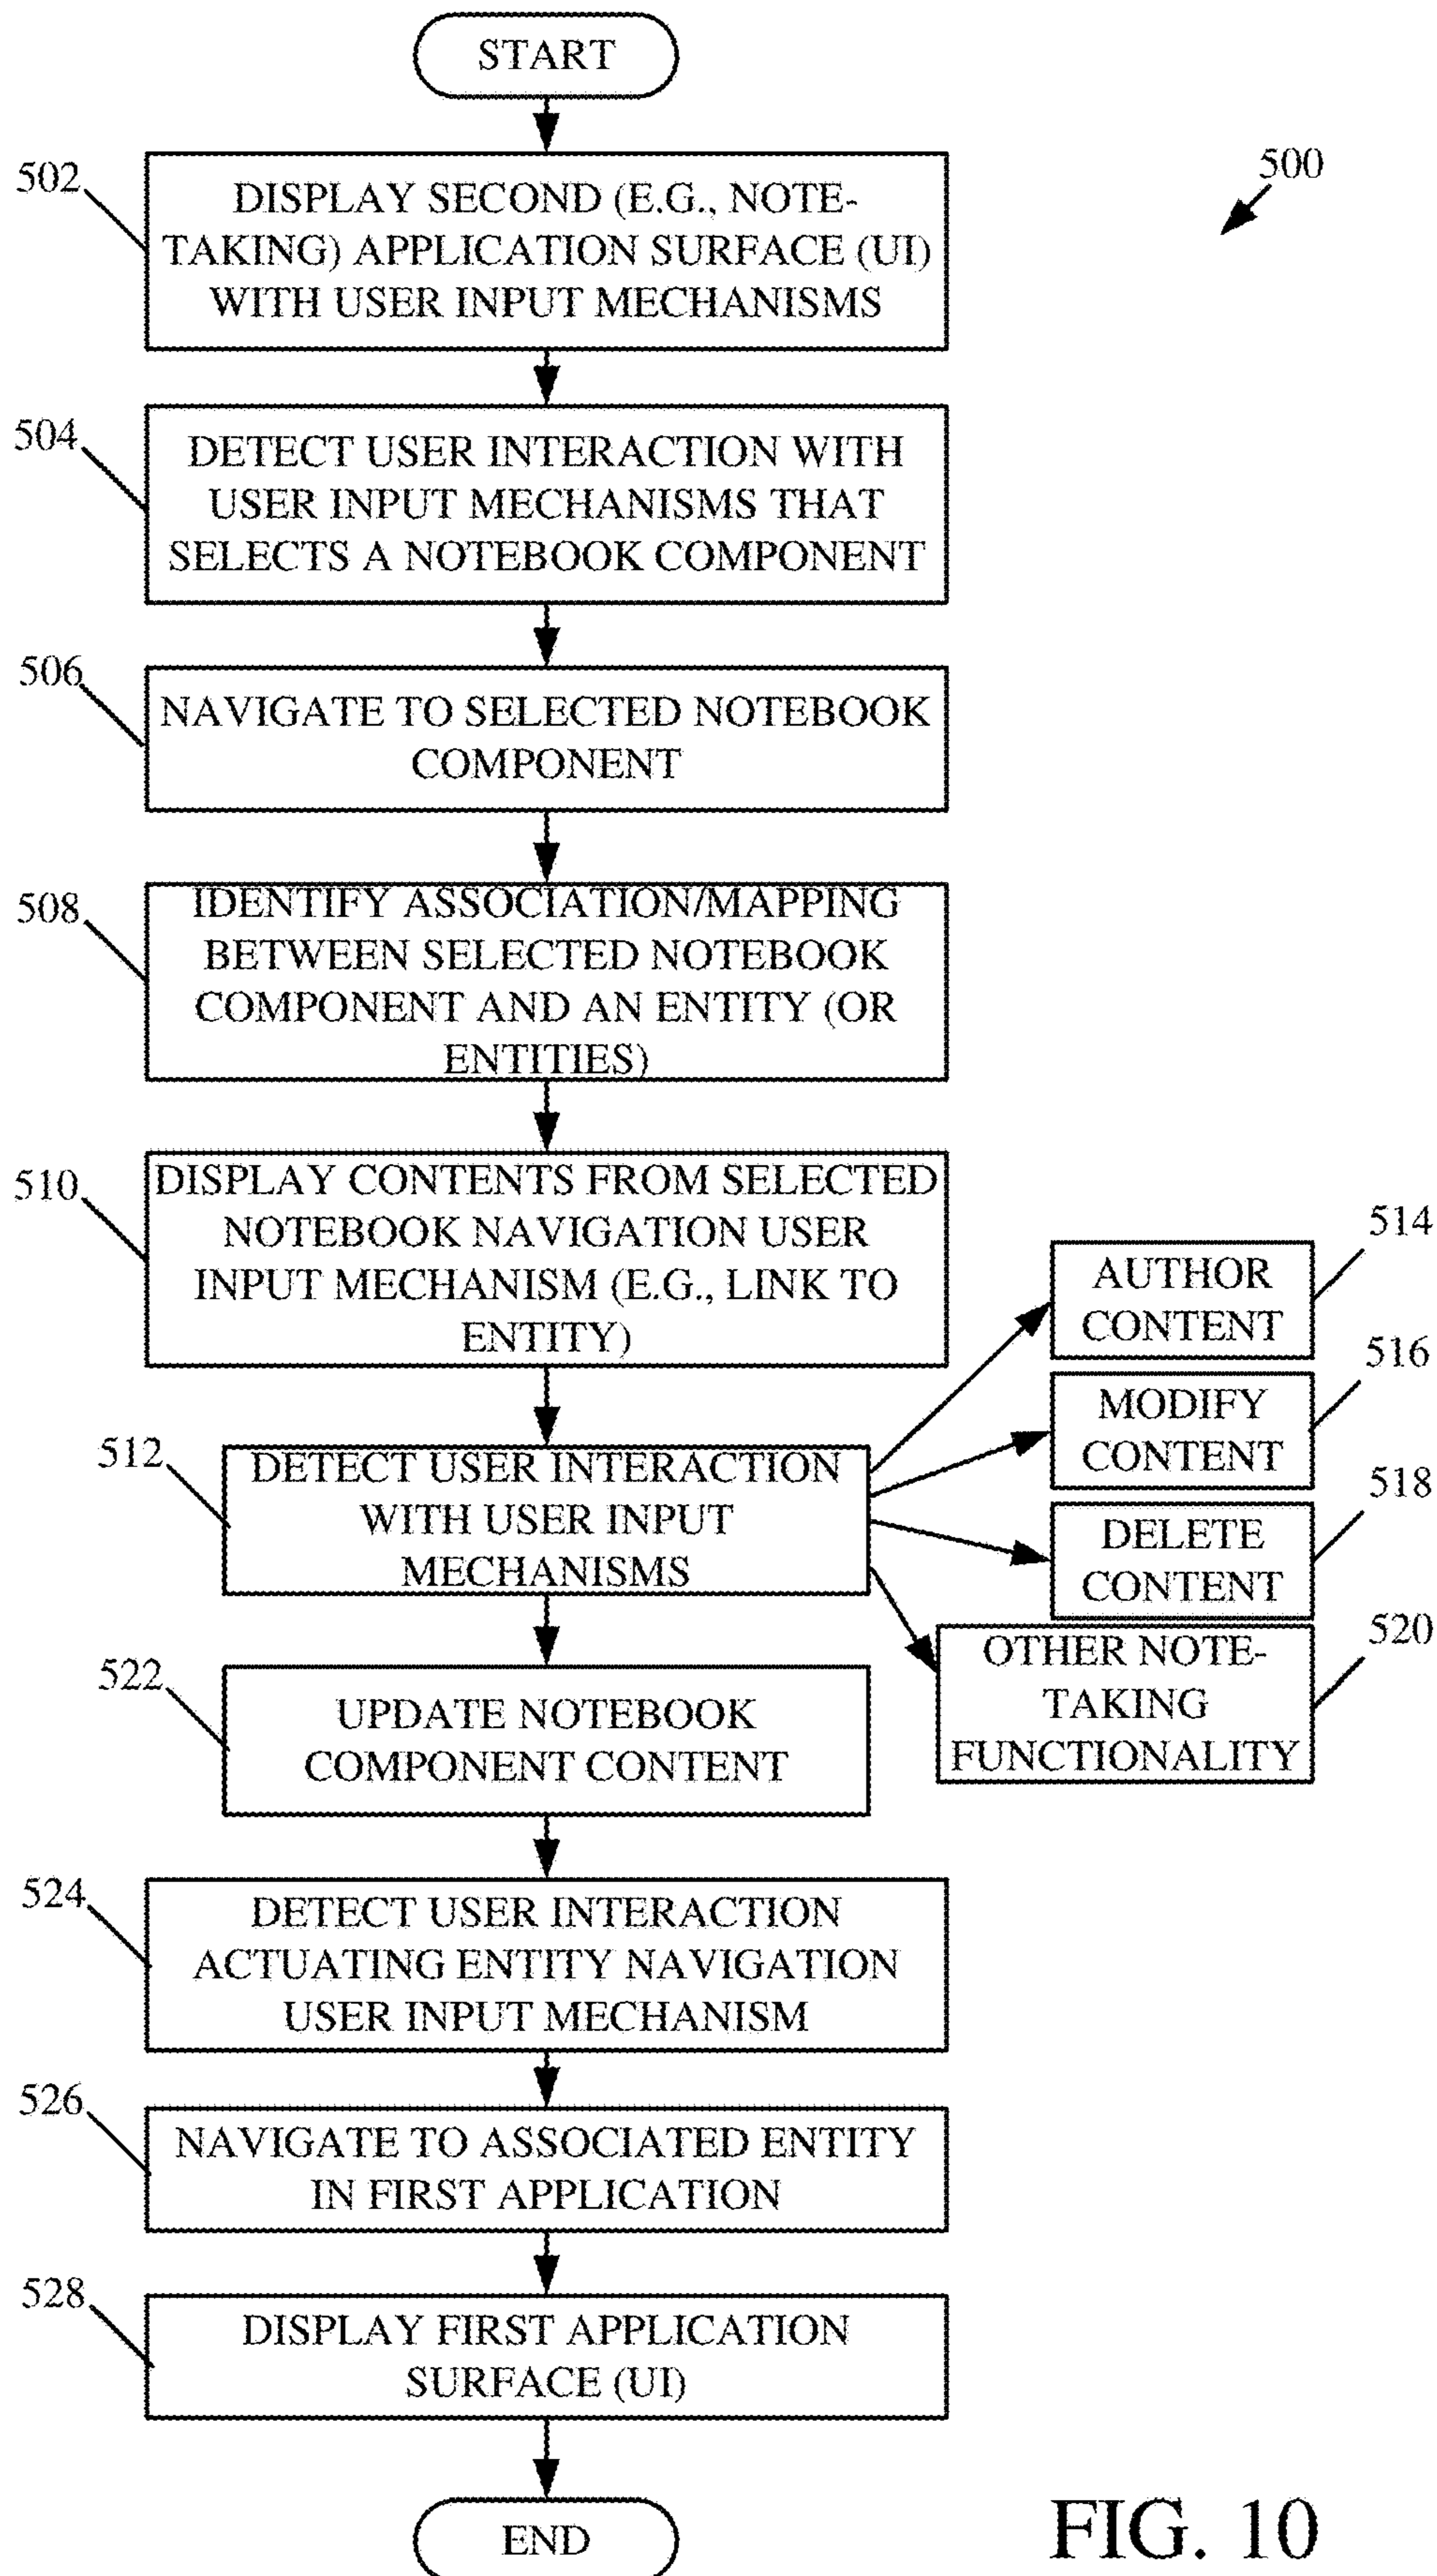 START
500
502
DISPLAY SECOND (E.G., NOTE-
TAKING) APPLICATION SURFACE (UI)
WITH USER INPUT MECHANISMS
504
DETECT USER INTERACTION WITH
USER INPUT MECHANISMS THAT
SELECTS A NOTEBOOK COMPONENT
506
NAVIGATE TO SELECTED NOTEBOOK
COMPONENT
508
IDENTIFY ASSOCIATION/MAPPING
BETWEEN SELECTED NOTEBOOK
COMPONENT AND AN ENTITY (OR
ENTITIES)
510
DISPLAY CONTENTS FROM SELECTED
NOTEBOOK NAVIGATION USER
INPUT MECHANISM (E.G., LINK TO
ENTITY)
512
DETECT USER INTERACTION
WITH USER INPUT
MECHANISMS
514
AUTHOR
CONTENT
516
MODIFY
CONTENT
518
DELETE
CONTENT
520
OTHER NOTE-
TAKING
FUNCTIONALITY
522
UPDATE NOTEBOOK
COMPONENT CONTENT
524
DETECT USER INTERACTION
ACTUATING ENTITY NAVIGATION
USER INPUT MECHANISM
526
NAVIGATE TO ASSOCIATED ENTITY
IN FIRST APPLICATION
528
DISPLAY FIRST APPLICATION
SURFACE (UI)
END
FIG. 10